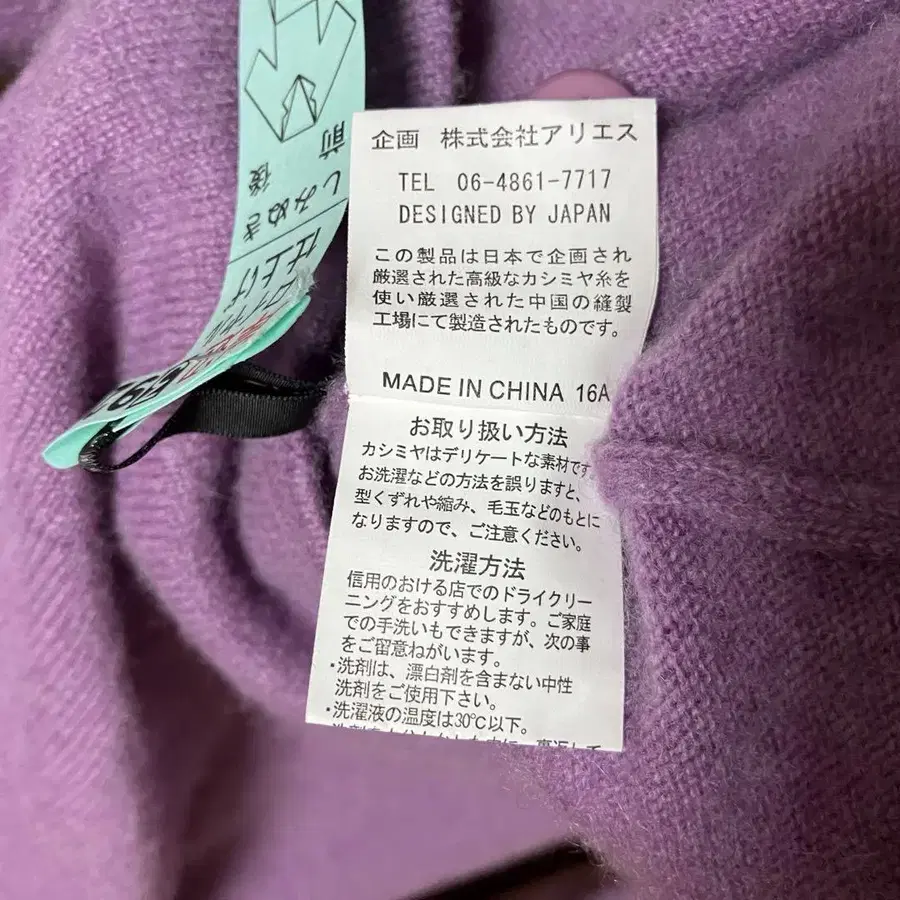 企画 株式会社アリエス
TEL 06-4861-7717
DESIGNED BY JAPAN
この製品は日本で企画され
厳選された高級なカシミヤ糸を
使い厳選された中国の縫製
工場にて製造されたものです。
MADE IN CHINA 16A
お取り扱い方法
カシミヤはデリケートな素材です
お洗濯などの方法を誤りますと、
型くずれや縮み、毛玉などのもとに
なりますので、ご注意ください。
洗濯方法
信用のおける店でのドライクリー
ニングをおすすめします。ご家庭
での手洗いもできますが、次の事
をご留意ねがいます。
・洗剤は、漂白剤を含まない中性
洗剤をご使用下さい。
・洗濯液の温度は30℃以下。
前
後
しみぬき
仕上げ